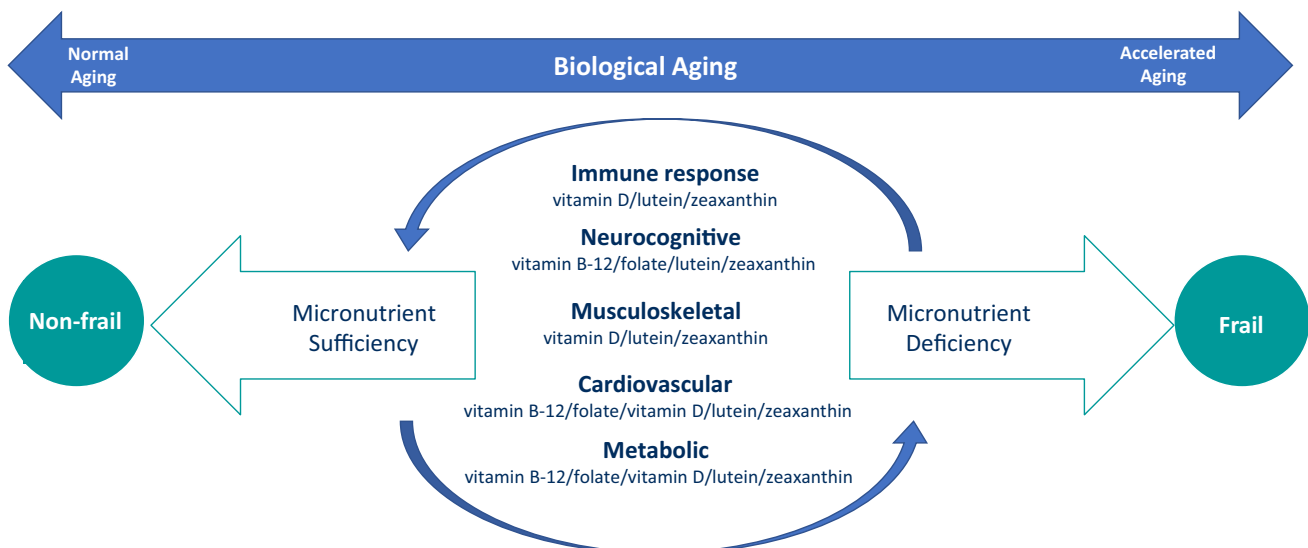 Normal
Aging
Biological Aging
Accelerated
Aging
Immune response
vitamin D/lutein/zeaxanthin
Neurocognitive
vitamin B-12/folate/lutein/zeaxanthin
Non-frail
Micronutrient
Sufficiency
Musculoskeletal
vitamin D/lutein/zeaxanthin
Micronutrient
Deficiency
Frail
Cardiovascular
vitamin B-12/folate/vitamin D/lutein/zeaxanthin
Metabolic
vitamin B-12/folate/vitamin D/lutein/zeaxanthin